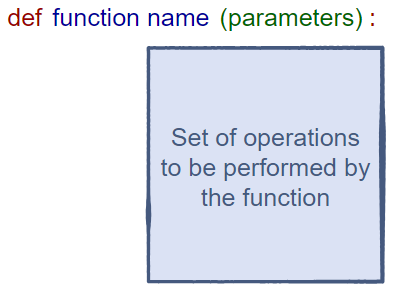 def function name (parameters) :
Set of operations
to be performed by
the function